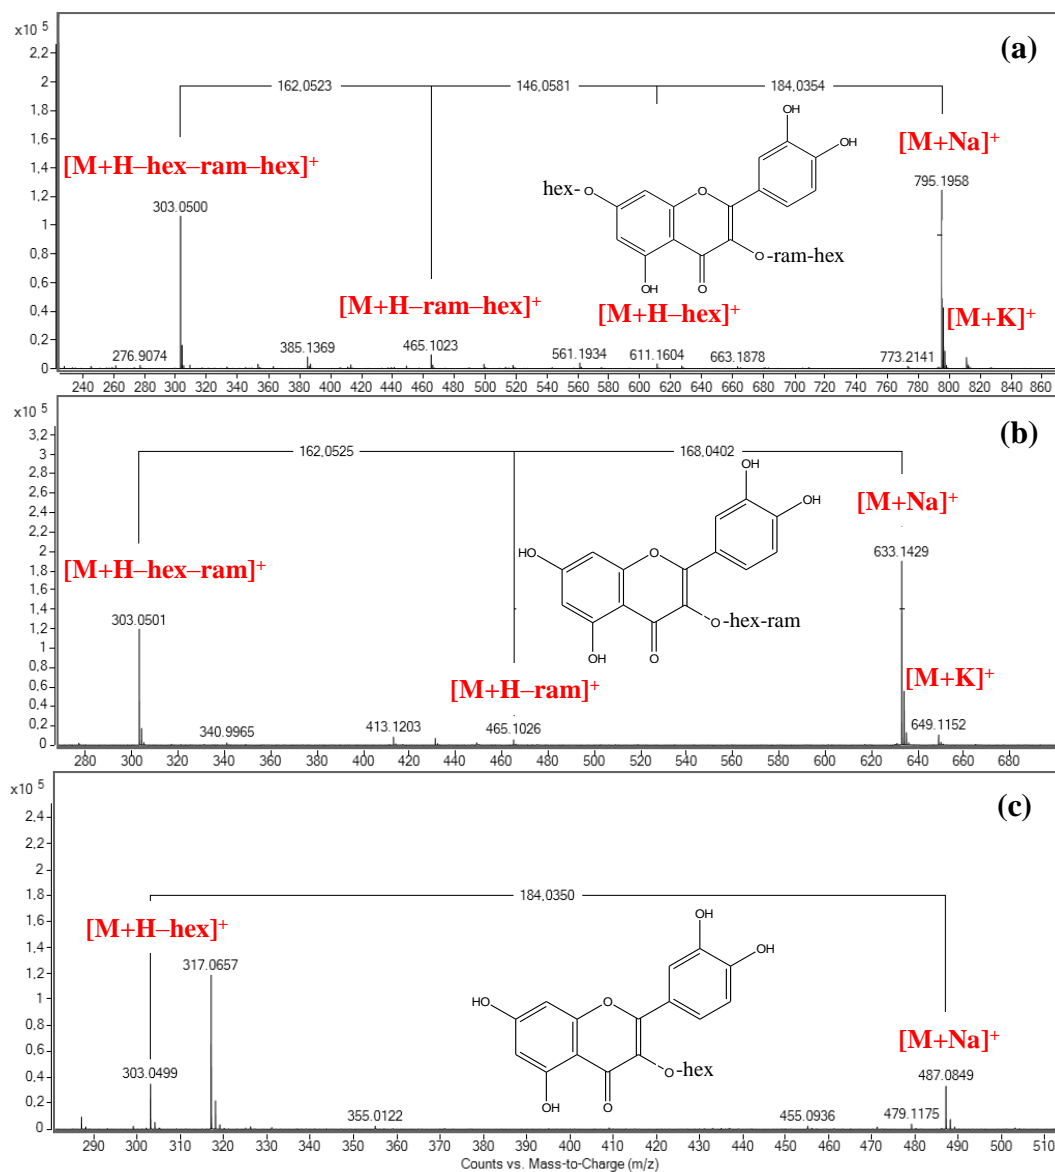 x10 5
(a)
2,2
2
1,8
1,6
1,4
1,2
1
0,8
0,6
0,4
0,2
0
162,0523
146,0581
184,0354
[M+H–hex–ram–hex]+
[M+Na]+
303.0500
795.1958
OH
OH
hex-O
O
O-ram-hex
OH
O
[M+H–ram–hex]+
[M+H–hex]+
[M+K]+
276.9074
385.1369
465.1023
561.1934
611.1604
663.1878
773.2141
240 260 280 300 320 340 360 380 400 420 440 460 480 500 520 540 560 580 600 620 640 660 680 700 720 740 760 780 800 820 840 860
x10 5
(b)
3,2
3
2,8
2,6
2,4
2,2
2
1,8
1,6
1,4
1,2
1
0,8
0,6
0,4
0,2
0
162,0525
168,0402
[M+Na]+
633.1429
[M+H–hex–ram]+
303.0501
OH
OH
HO
O
O-hex-ram
OH
O
[M+H–ram]+
[M+K]+
340.9965
413.1203
465.1026
649.1152
280 300 320 340 360 380 400 420 440 460 480 500 520 540 560 580 600 620 640 660 680
x10 5
(c)
2,4
2,2
2
1,8
1,6
1,4
1,2
1
0,8
0,6
0,4
0,2
0
184,0350
[M+H–hex]+
317.0657
OH
OH
HO
O
O-hex
OH
O
[M+Na]+
303.0499
487.0849
355.0122
455.0936
479.1175
290 300 310 320 330 340 350 360 370 380 390 400 410 420 430 440 450 460 470 480 490 500 510
Counts vs. Mass-to-Charge (m/z)